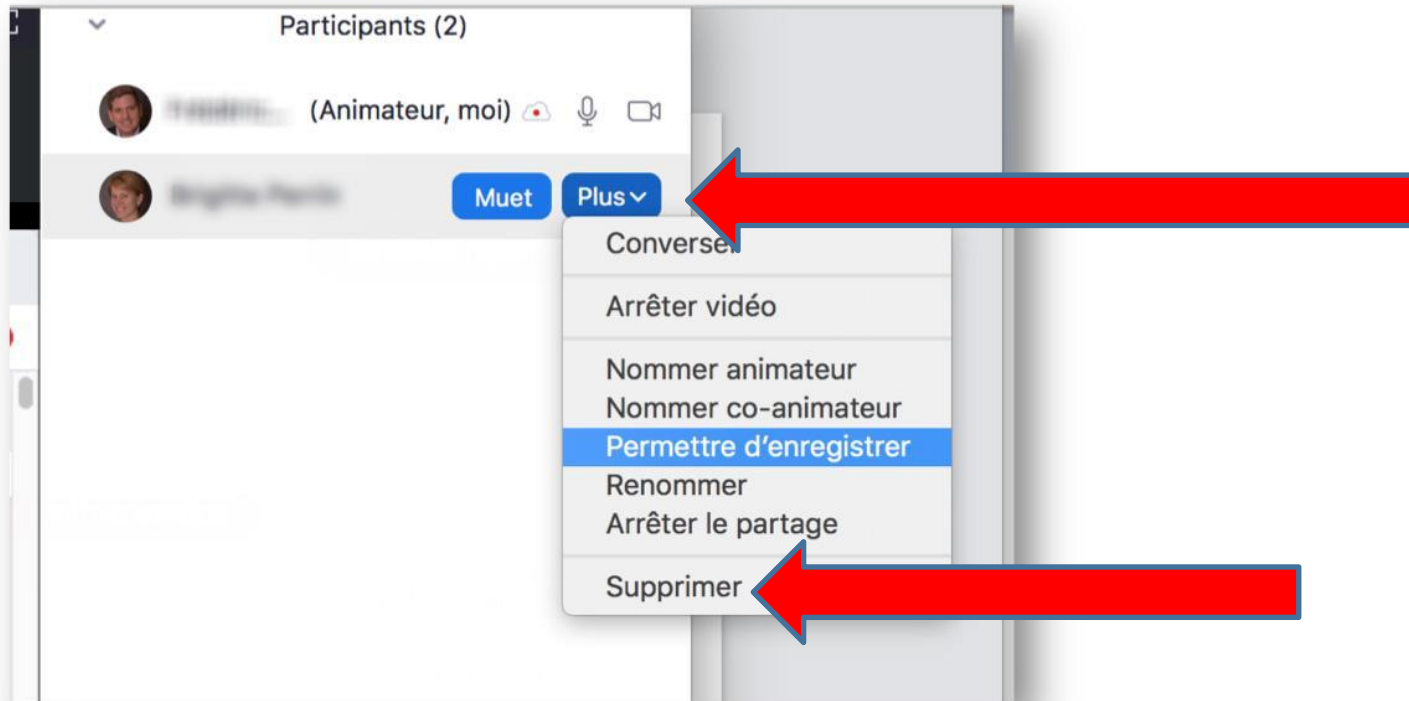 Participants (2)
(Animateur, moi)
Muet Plus
Converser
Arrêter vidéo
Nommer animateur
Nommer co-animateur
Permettre d’enregistrer
Renommer
Arrêter le partage
Supprimer